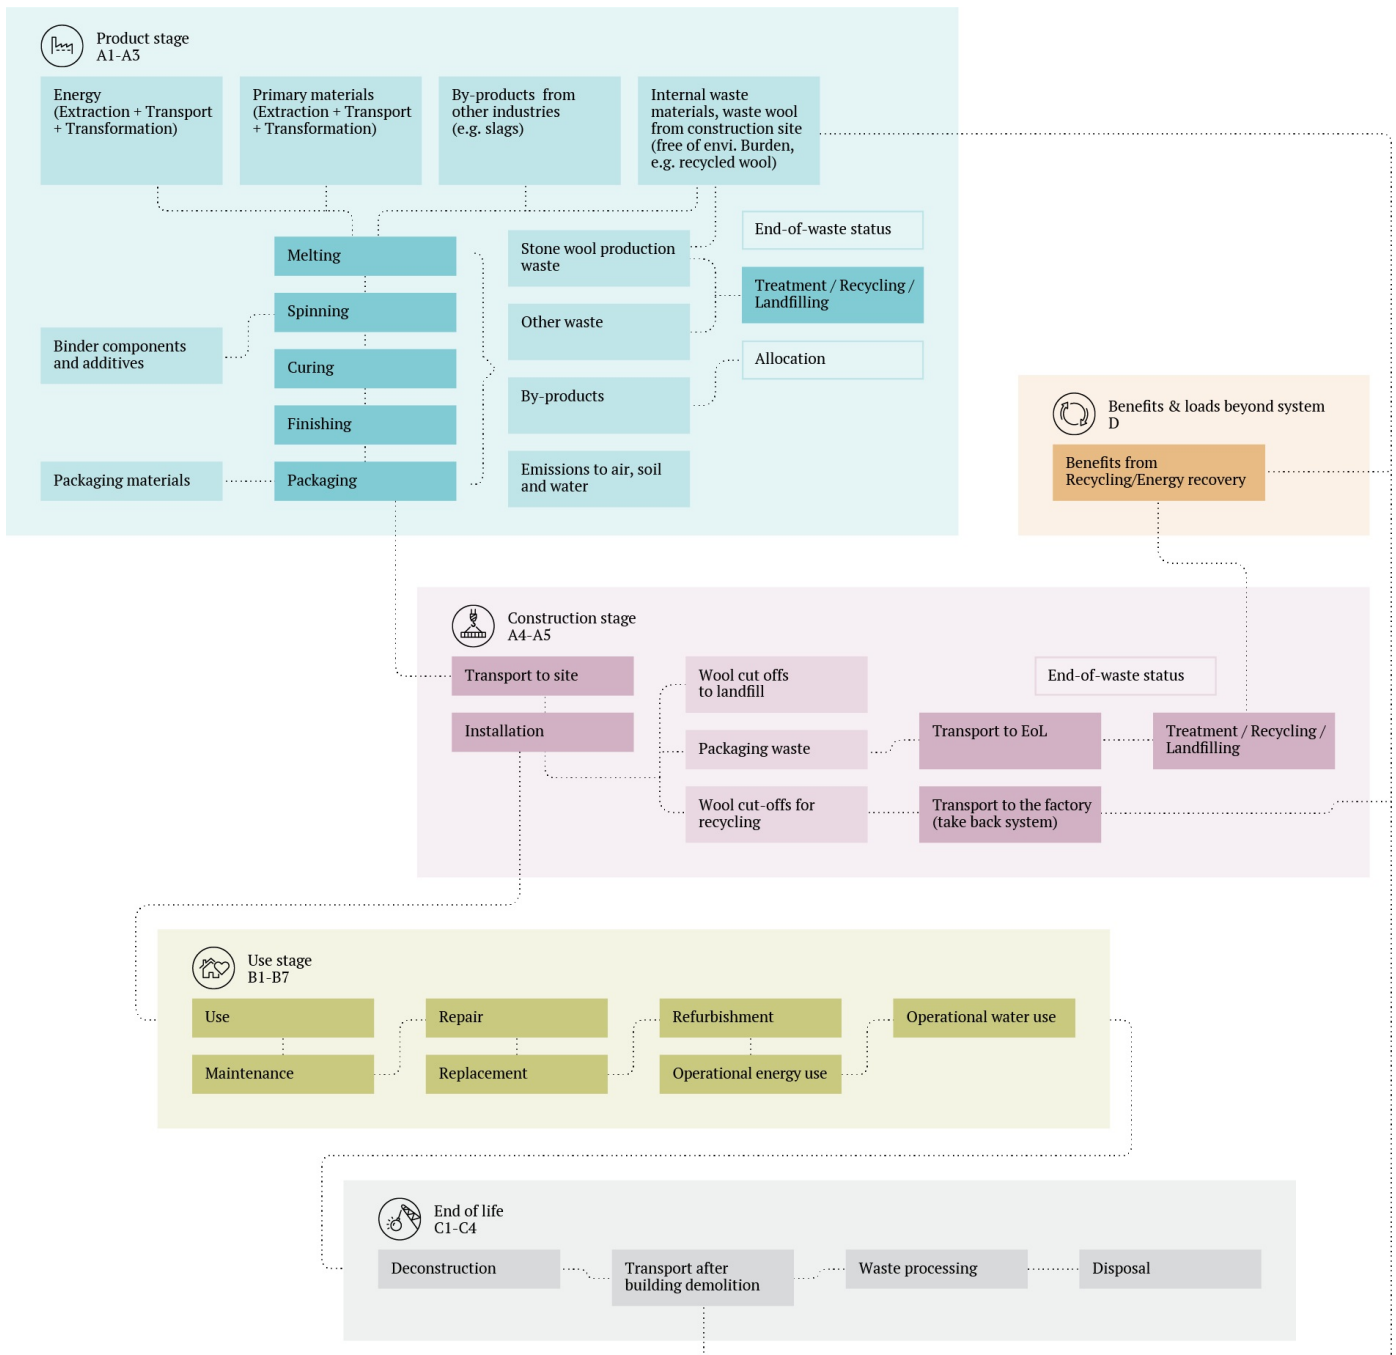 Product stage
A1-A3
Energy
(Extraction + Transport
+ Transformation)
Primary materials
(Extraction + Transport
+ Transformation)
By-products from
other industries
(e.g. slags)
Internal waste
materials, waste wool
from construction site
(free of envi. Burden,
e.g. recycled wool)
Melting
Spinning
Curing
Finishing
Packaging
Binder components
and additives
Packaging materials
Stone wool production
waste
Other waste
By-products
Emissions to air, soil
and water
End-of-waste status
Treatment / Recycling /
Landfilling
Allocation
Benefits & loads beyond system
D
Benefits from
Recycling/Energy recovery
Construction stage
A4-A5
Transport to site
Installation
Wool cut offs
to landfill
Packaging waste
Wool cut-offs for
recycling
End-of-waste status
Transport to EoL
Treatment / Recycling /
Landfilling
Transport to the factory
(take back system)
Use stage
B1-B7
Use
Maintenance
Repair
Replacement
Refurbishment
Operational energy use
Operational water use
End of life
C1-C4
Deconstruction
Transport after
building demolition
Waste processing
Disposal